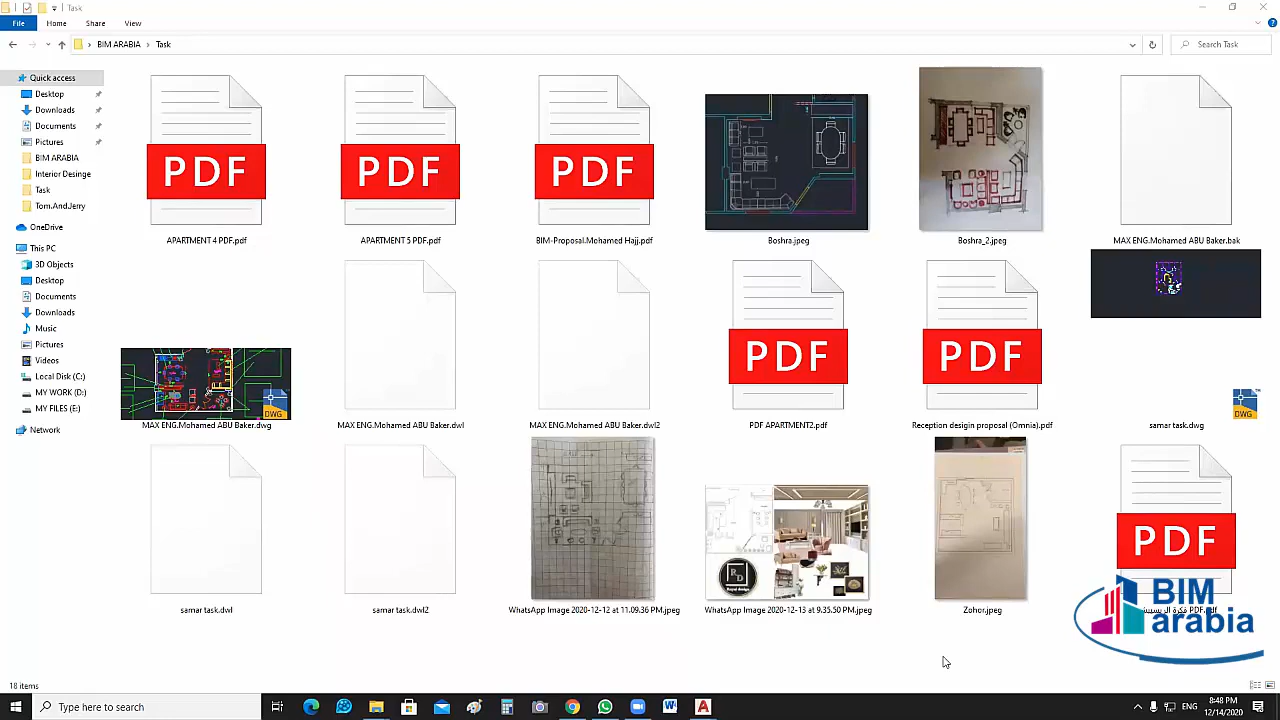 Task
File
Home
Share
View
BIM ARABIA
Task
Search Task
Quick access
Desktop
Downloads
Documents
Pictures
BIM ARABIA
Interior Desinge
Task
Tom.And.Jerry
OneDrive
This PC
3D Objects
Desktop
Documents
Downloads
Music
Pictures
Videos
Local Disk (C:)
MY WORK (D:)
MY FILES (E:)
Network
PDF
APARTMENT 4 PDF.pdf
PDF
APARTMENT 5 PDF.pdf
PDF
BIM-Proposal.Mohamed Hajj.pdf
Boshra.jpeg
Boshra_2.jpeg
MAX ENG.Mohamed ABU Baker.bak
DWG
MAX ENG.Mohamed ABU Baker.dwg
MAX ENG.Mohamed ABU Baker.dwl
MAX ENG.Mohamed ABU Baker.dwl2
PDF
PDF APARTMENT2.pdf
PDF
Reception desigin proposal (Omnia).pdf
DWG
samar task.dwg
samar task.dwl
samar task.dwl2
WhatsApp Image 2020-12-12 at 11.09.36 PM.jpeg
RD
WhatsApp Image 2020-12-13 at 9.35.50 PM.jpeg
Zohor.jpeg
PDF
BIM
arabia
18 items
Type here to search
ENG
8:48 PM
12/14/2020